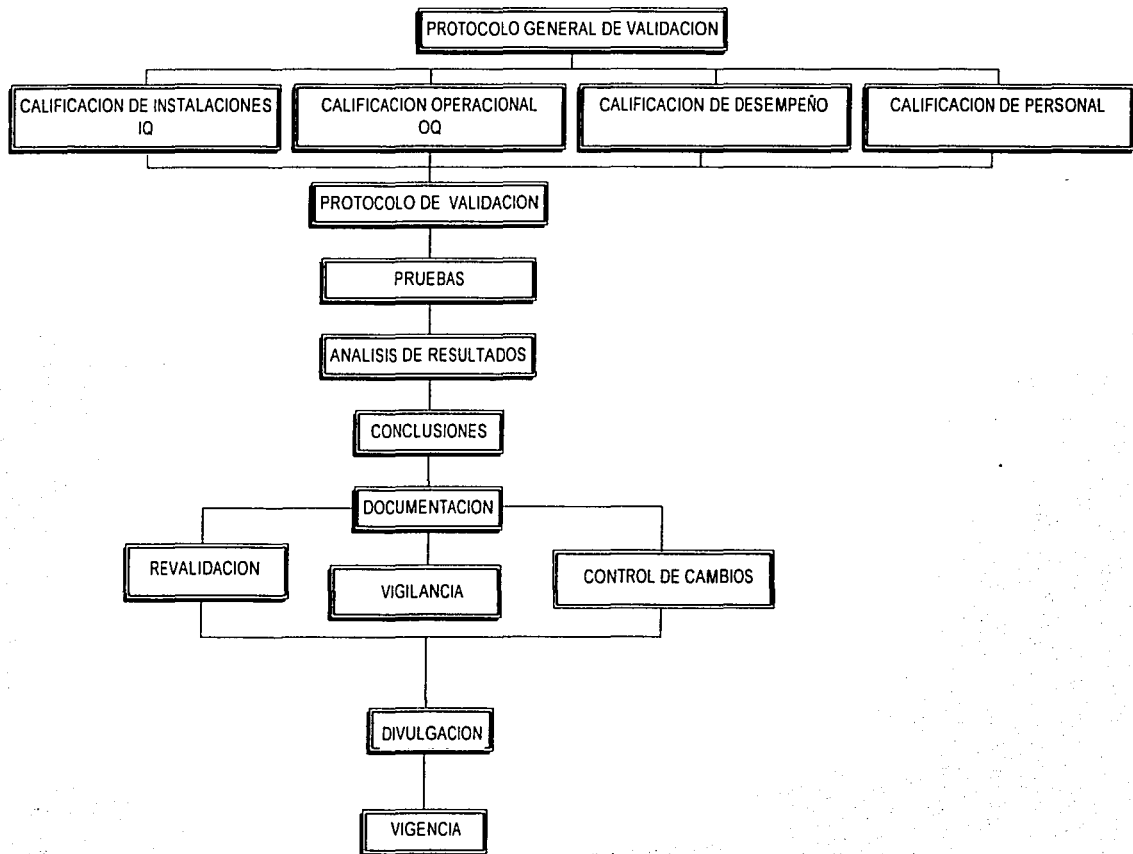 PROTOCOLO GENERAL DE VALIDACION
CALIFICACION DE INSTALACIONES
IQ
CALIFICACION OPERACIONAL
OQ
CALIFICACION DE DESEMPEÑO
CALIFICACION DE PERSONAL
PROTOCOLO DE VALIDACION
PRUEBAS
ANALISIS DE RESULTADOS
CONCLUSIONES
DOCUMENTACION
REVALIDACION
VIGILANCIA
CONTROL DE CAMBIOS
DIVULGACION
VIGENCIA